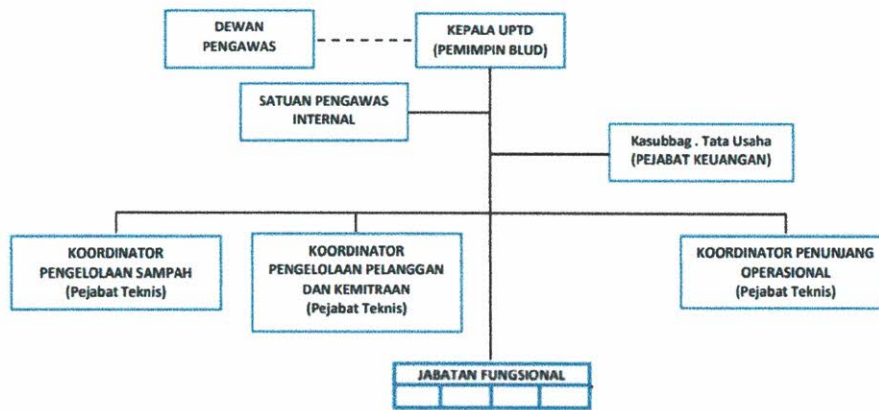 DEWAN
PENGAWAS
KEPALA UPTD
(PEMIMPIN BLUD)
SATUAN PENGAWAS
INTERNAL
Kasubbag . Tata Usaha
(PEJABAT KEUANGAN)
KOORDINATOR
PENGELOLAAN SAMPAH
(Pejabat Teknis)
KOORDINATOR
PENGELOLAAN PELANGGAN
DAN KEMITRAAN
(Pejabat Teknis)
KOORDINATOR PENUNJANG
OPERASIONAL
(Pejabat Teknis)
JABATAN FUNGSIONAL